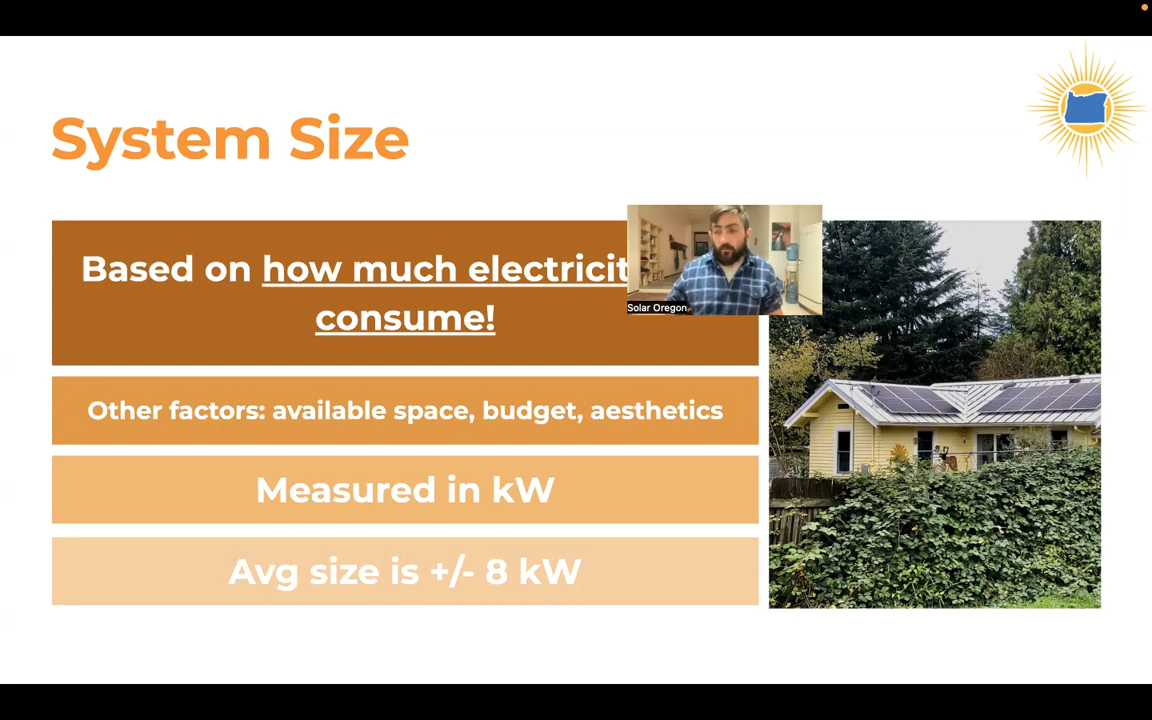 System Size
Based on how much electricit
consume!
Solar Oregon
Other factors: available space, budget, aesthetics
Measured in kW
Avg size is +/- 8 kW